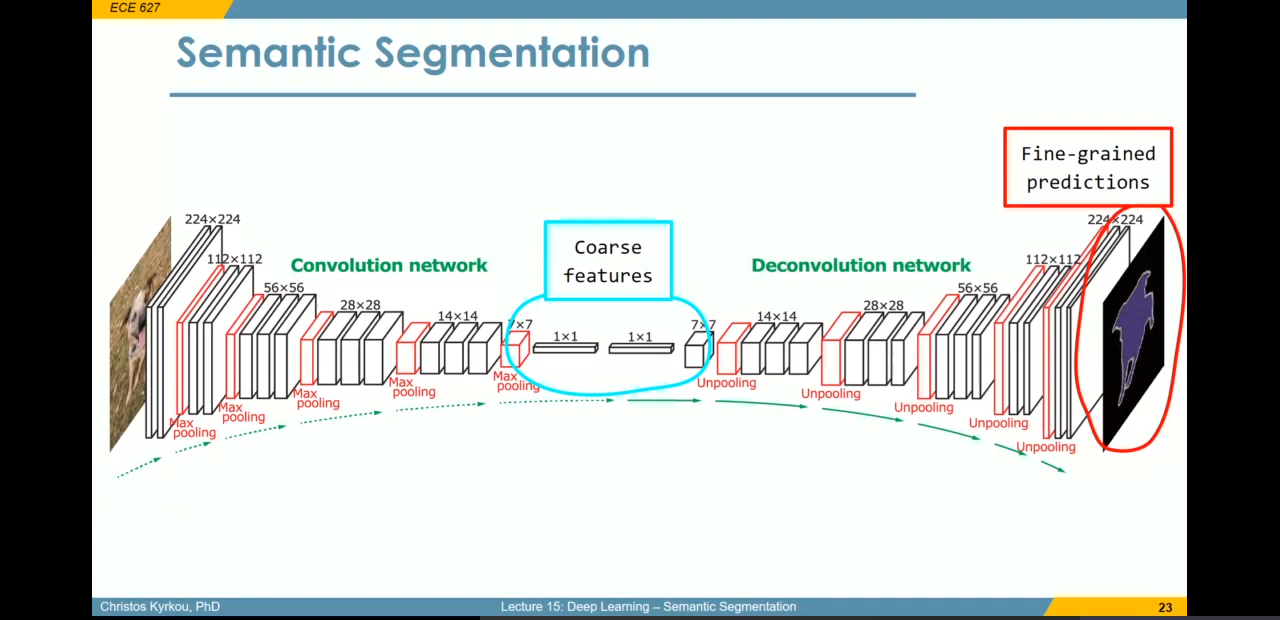 ECE 627
Semantic Segmentation
Fine-grained
predictions
Coarse
features
Convolution network
Deconvolution network
224×224
112×112
56×56
28×28
14×14
7×7
1×1
1×1
7×7
14×14
28×28
56×56
112×112
224×224
Max
pooling
Max
pooling
Max
pooling
Max
pooling
Max
pooling
Unpooling
Unpooling
Unpooling
Unpooling
Unpooling
Christos Kyrkou, PhD
Lecture 15: Deep Learning – Semantic Segmentation
23